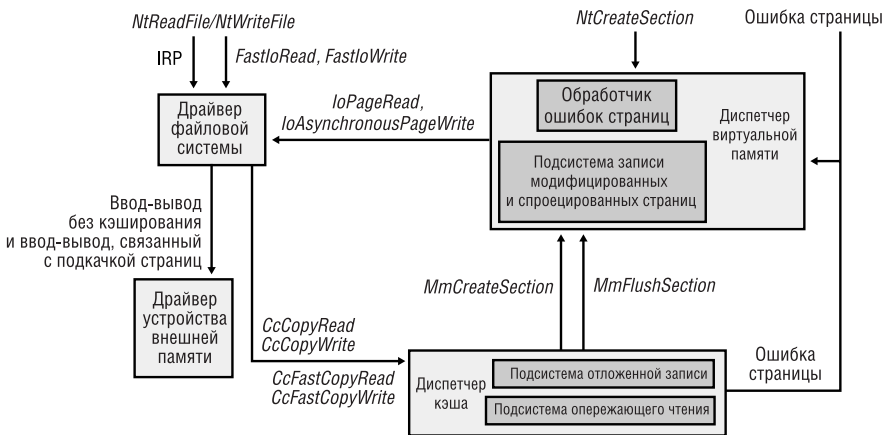 NtReadFile/NtWriteFile
NtCreateSection
Ошибка страницы
IRP
FastIoRead, FastIoWrite
IoPageRead,
IoAsynchronousPageWrite
Драйвер
файловой
системы
Обработчик
ошибок страниц
Диспетчер
виртуальной
памяти
Подсистема записи
модифицированных
и спроецированных страниц
Ввод-вывод
без кэширования
и ввод-вывод, связанный
с подкачкой страниц
MmCreateSection
MmFlushSection
Драйвер
устройства
внешней
памяти
CcCopyRead
CcCopyWrite
CcFastCopyRead
CcFastCopyWrite
Диспетчер
кэша
Подсистема отложенной записи
Подсистема опережающего чтения
Ошибка
страницы